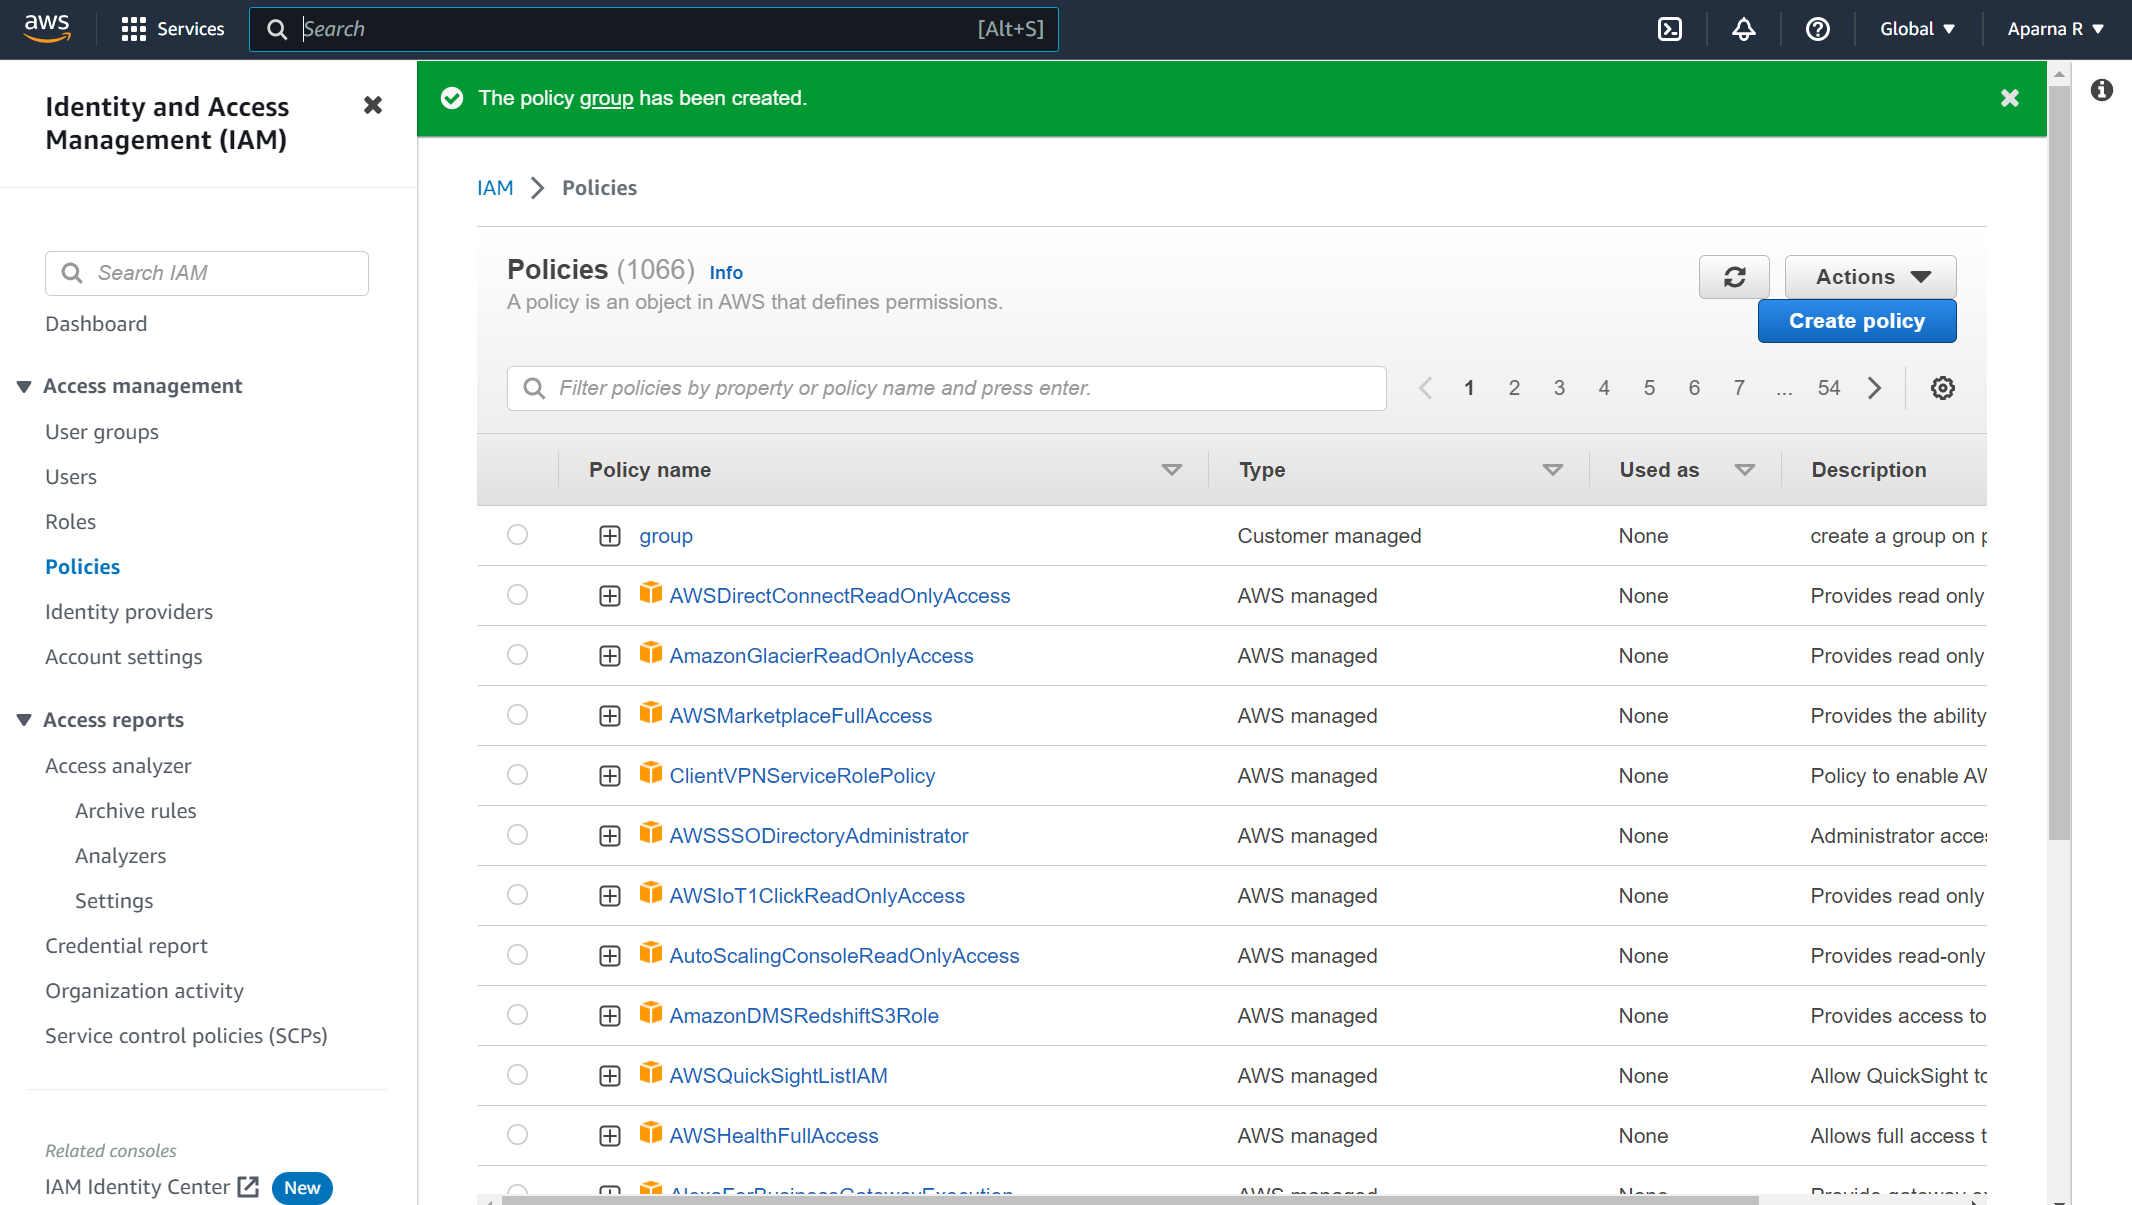 aws
Services
Search
[Alt+S]
Global
Aparna R
Identity and Access
Management (IAM)
Search IAM
Dashboard
Access management
User groups
Users
Roles
Policies
Identity providers
Account settings
Access reports
Access analyzer
Archive rules
Analyzers
Settings
Credential report
Organization activity
Service control policies (SCPs)
Related consoles
IAM Identity Center New
The policy group has been created.
IAM > Policies
Policies (1066) Info
A policy is an object in AWS that defines permissions.
Actions
Create policy
Filter policies by property or policy name and press enter.
1 2 3 4 5 6 7 ... 54
Policy name Type Used as Description
group Customer managed None create a group on p
AWSDirectConnectReadOnlyAccess AWS managed None Provides read only
AmazonGlacierReadOnlyAccess AWS managed None Provides read only
AWSMarketplaceFullAccess AWS managed None Provides the ability
ClientVPNServiceRolePolicy AWS managed None Policy to enable AW
AWSSSODirectoryAdministrator AWS managed None Administrator acces
AWSIoT1ClickReadOnlyAccess AWS managed None Provides read only
AutoScalingConsoleReadOnlyAccess AWS managed None Provides read-only
AmazonDMSRedshiftS3Role AWS managed None Provides access to
AWSQuickSightListIAM AWS managed None Allow QuickSight to
AWSHealthFullAccess AWS managed None Allows full access t
AlexaForBusinessGatewayExecution AWS managed None Provide gateway